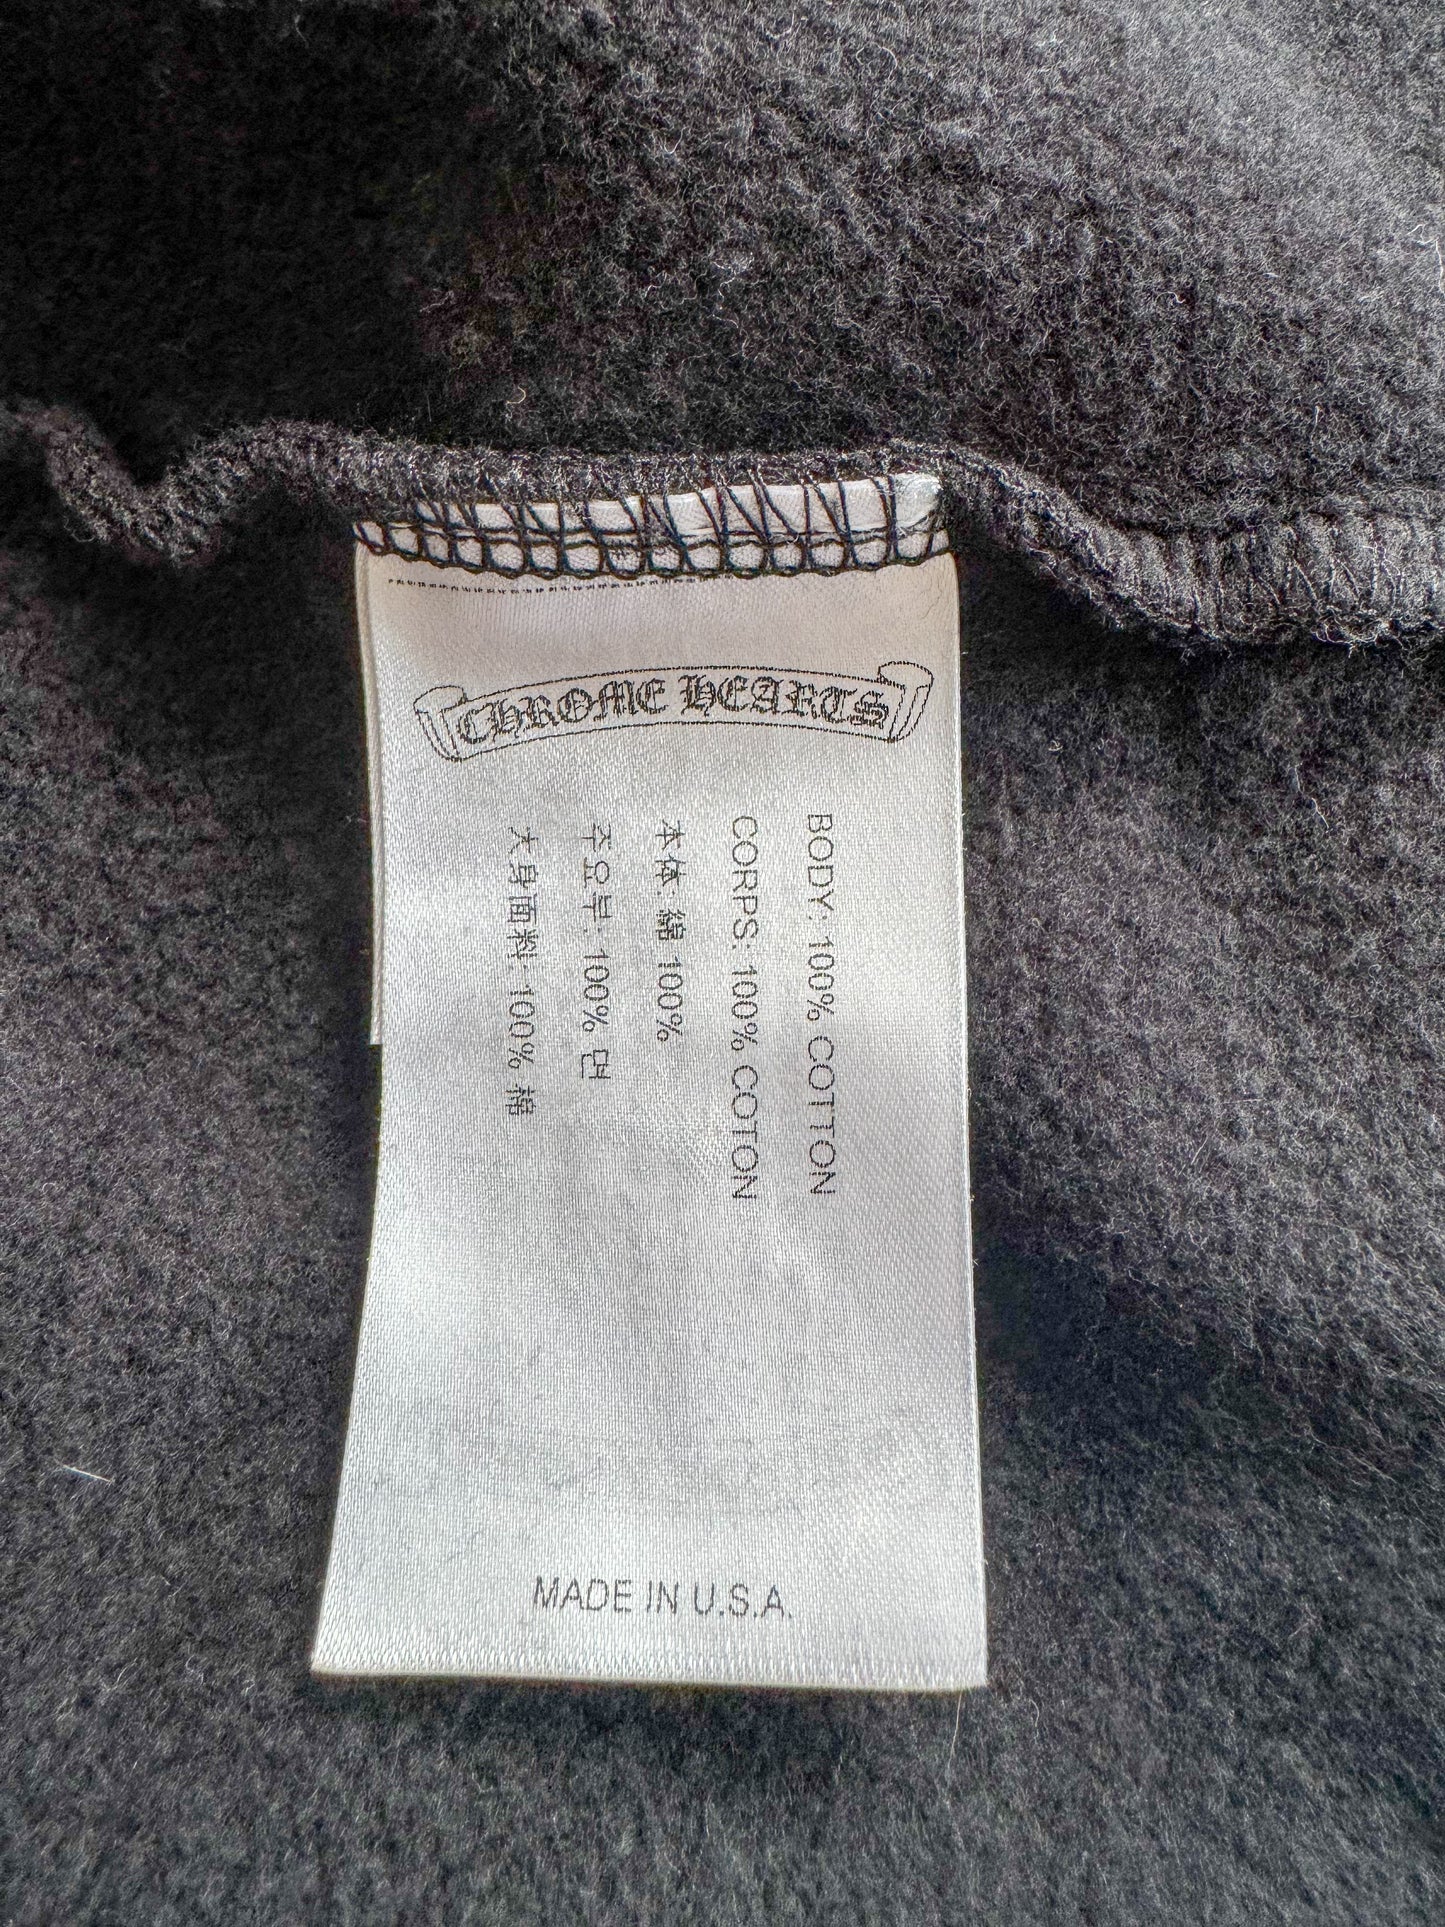 CHROME HEARTS
BODY: 100% COTTON
CORPS: 100% COTON
本体: 綿 100%
주요부: 100% 면
大身面料: 100% 棉
MADE IN U.S.A.